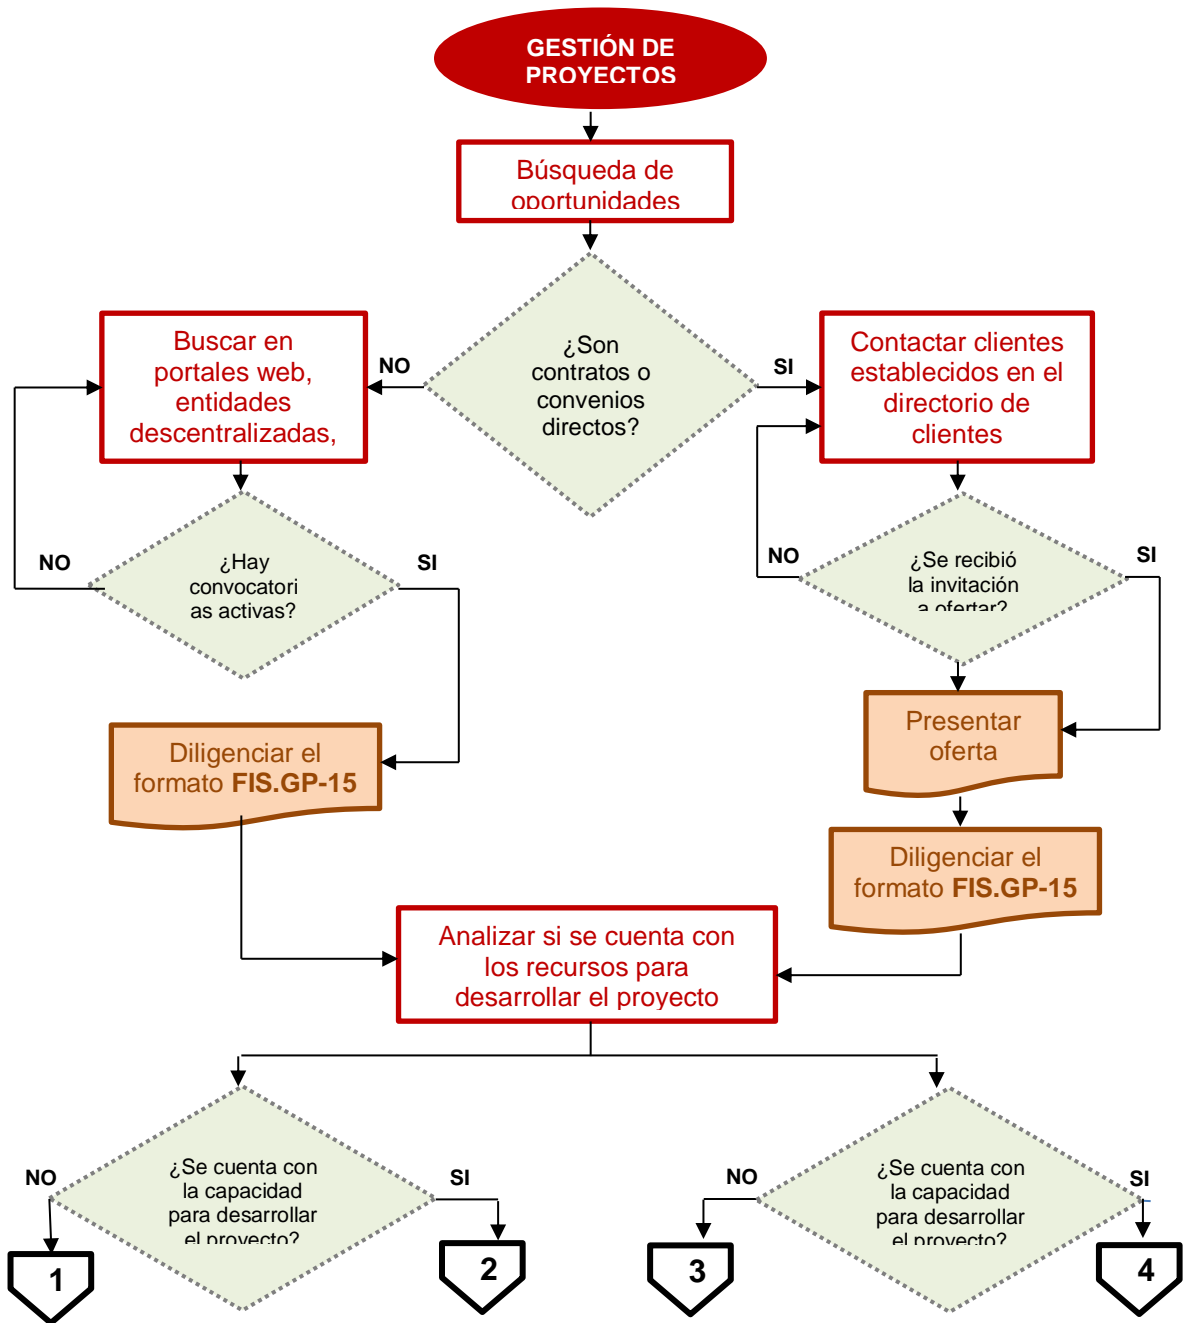 GESTIÓN DE
PROYECTOS
Búsqueda de
oportunidades
¿Son
contratos o
convenios
directos?
NO
SI
Buscar en
portales web,
entidades
descentralizadas,
Contactar clientes
establecidos en el
directorio de
clientes
¿Hay
convocatori
as activas?
NO
SI
¿Se recibió
la invitación
a ofertar?
NO
SI
Presentar
oferta
Diligenciar el
formato FIS.GP-15
Diligenciar el
formato FIS.GP-15
Analizar si se cuenta con
los recursos para
desarrollar el proyecto
¿Se cuenta con
la capacidad
para desarrollar
el proyecto?
NO
SI
¿Se cuenta con
la capacidad
para desarrollar
el proyecto?
NO
SI
1
2
3
4